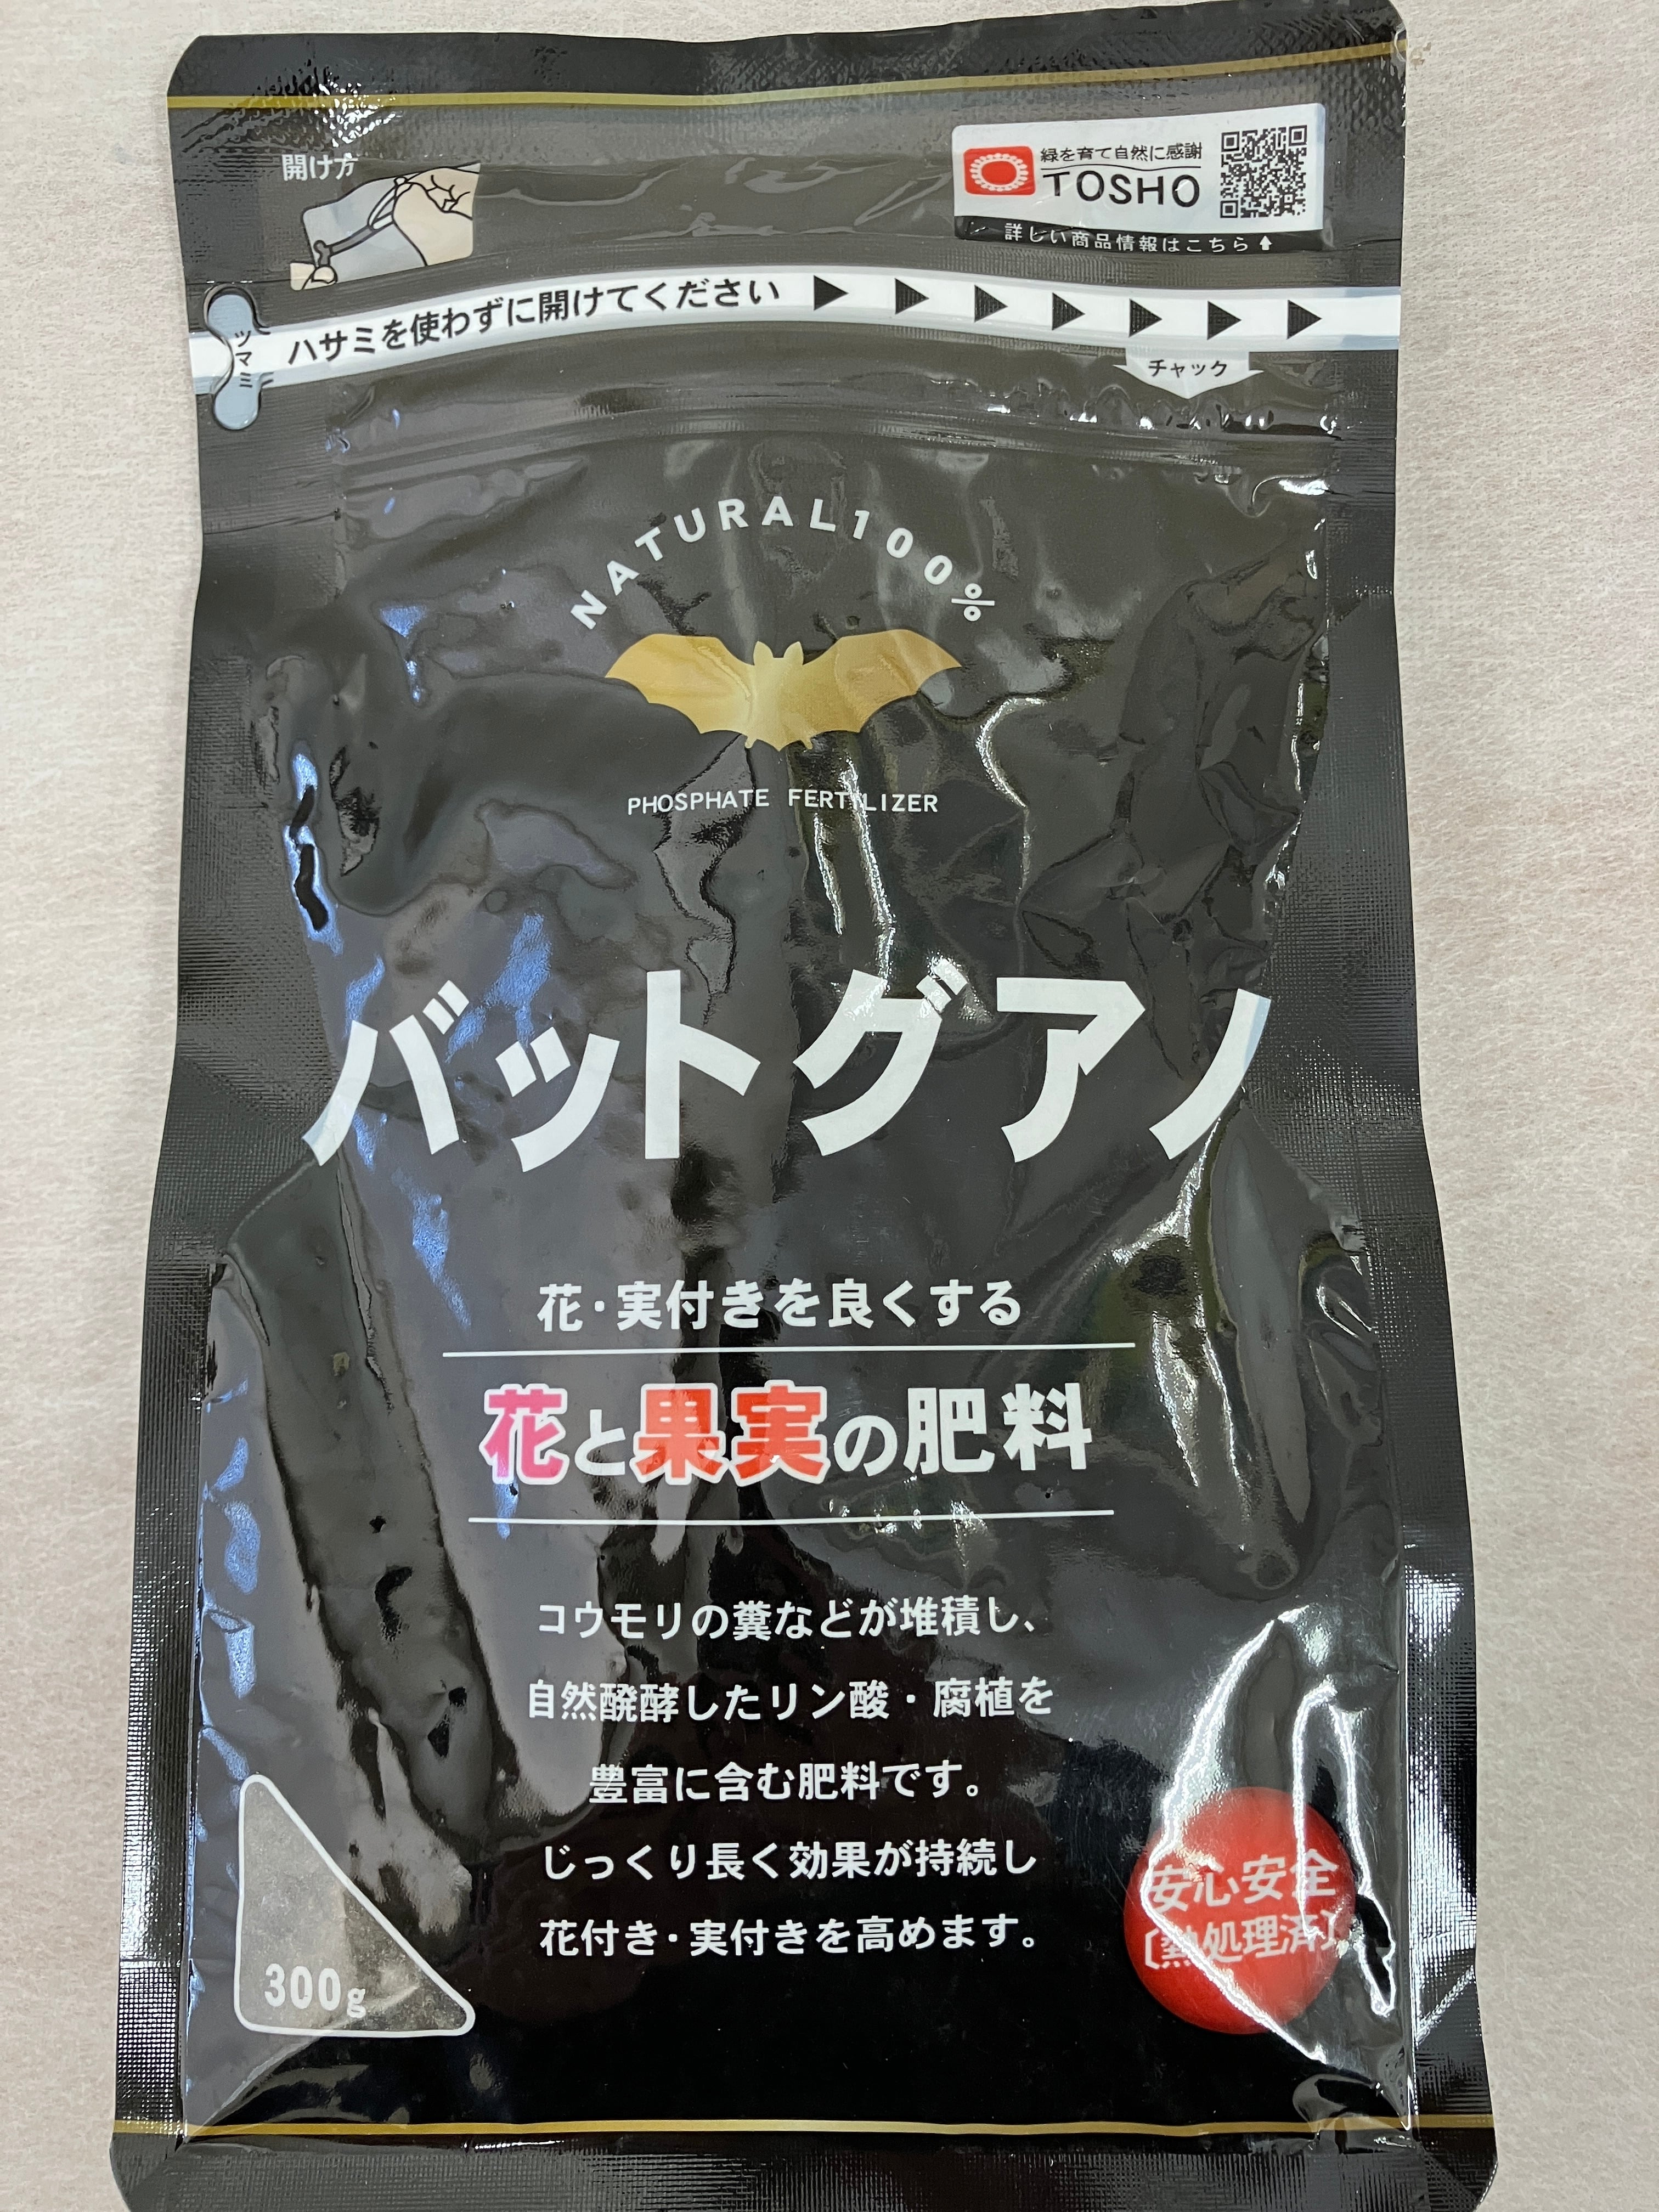 開け方
緑を育て自然に感謝
TOSHO
詳しい商品情報はこちら⬆
ツマミ
ハサミを使わずに開けてください ▶ ▶ ▶ ▶ ▶ ▶ ▶
チャック
NATURAL100%
PHOSPHATE FERTILIZER
バットグアノ
花・実付きを良くする
花と果実の肥料
コウモリの糞などが堆積し、
自然醗酵したリン酸・腐植を
豊富に含む肥料です。
じっくり長く効果が持続し
花付き・実付きを高めます。
安心安全
〔熱処理済〕
300g